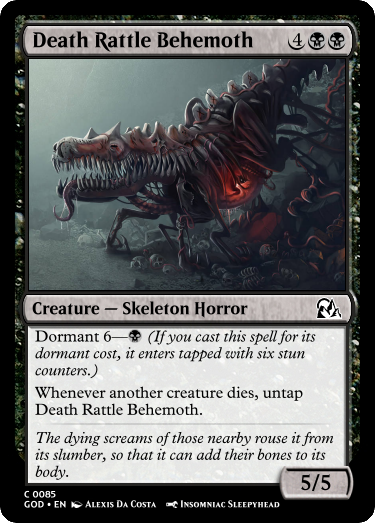 Death Rattle Behemoth 4
Creature — Skeleton Horror
Dormant 6— (If you cast this spell for its
dormant cost, it enters tapped with six stun
counters.)
Whenever another creature dies, untap
Death Rattle Behemoth.
The dying screams of those nearby rouse it from
its slumber, so that it can add their bones to its
body.
5/5
C 0085
GOD • EN Alexis Da Costa Insomniac Sleepyhead